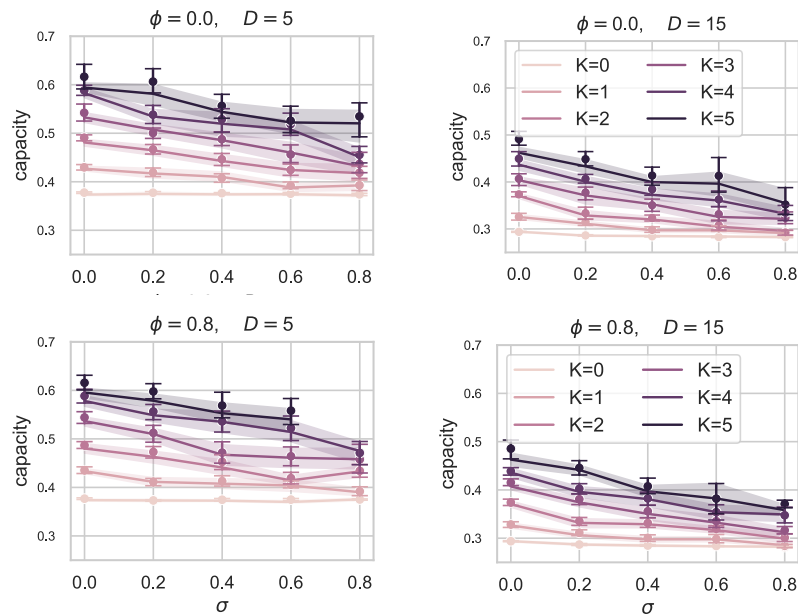 ϕ = 0.0, D = 5
0.7
0.6
0.5
0.4
0.3
capacity
0.0 0.2 0.4 0.6 0.8
ϕ = 0.0, D = 15
0.7
0.6
0.5
0.4
0.3
capacity
K=0 K=3
K=1 K=4
K=2 K=5
0.0 0.2 0.4 0.6 0.8
ϕ = 0.8, D = 5
0.7
0.6
0.5
0.4
0.3
capacity
0.0 0.2 0.4 0.6 0.8
σ
ϕ = 0.8, D = 15
0.7
0.6
0.5
0.4
0.3
capacity
K=0 K=3
K=1 K=4
K=2 K=5
0.0 0.2 0.4 0.6 0.8
σ